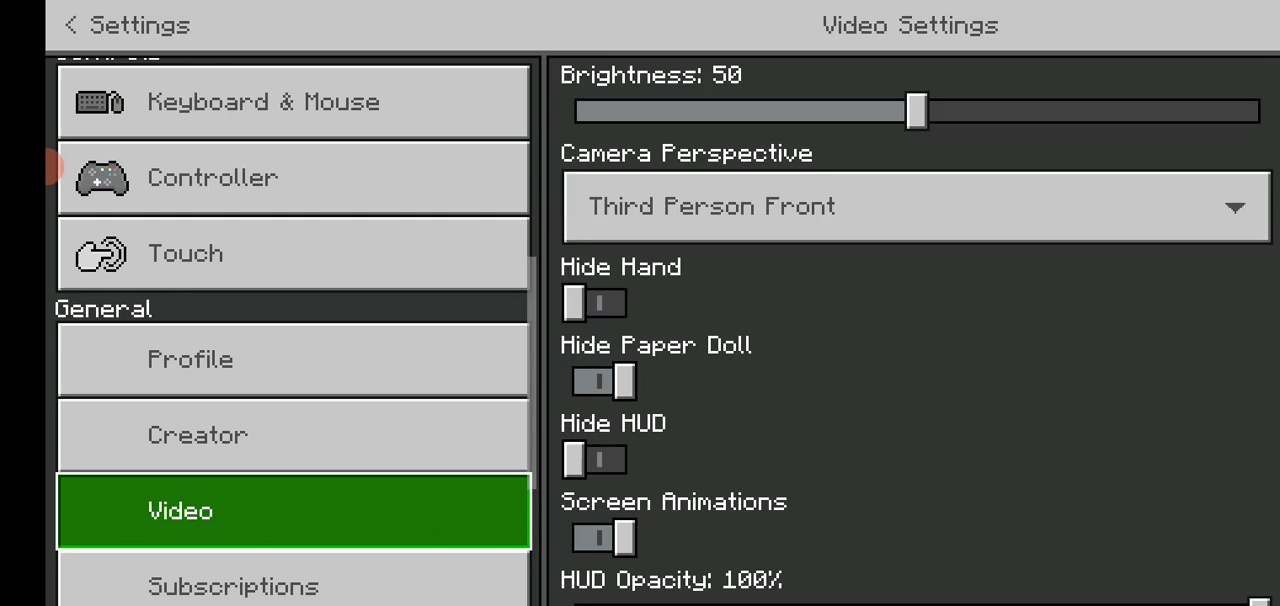 Settings
Video Settings
Controls
Keyboard & Mouse
Controller
Touch
General
Profile
Creator
Video
Subscriptions
Brightness: 50
Camera Perspective
Third Person Front
Hide Hand
Hide Paper Doll
Hide HUD
Screen Animations
HUD Opacity: 100%